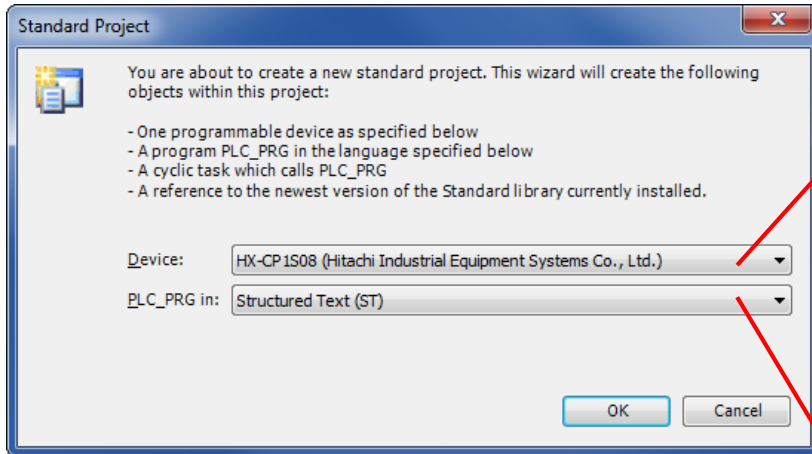 Standard Project
You are about to create a new standard project. This wizard will create the following
objects within this project:
- One programmable device as specified below
- A program PLC_PRG in the language specified below
- A cyclic task which calls PLC_PRG
- A reference to the newest version of the Standard library currently installed.
Device: HX-CP1S08 (Hitachi Industrial Equipment Systems Co., Ltd.)
PLC_PRG in: Structured Text (ST)
OK Cancel